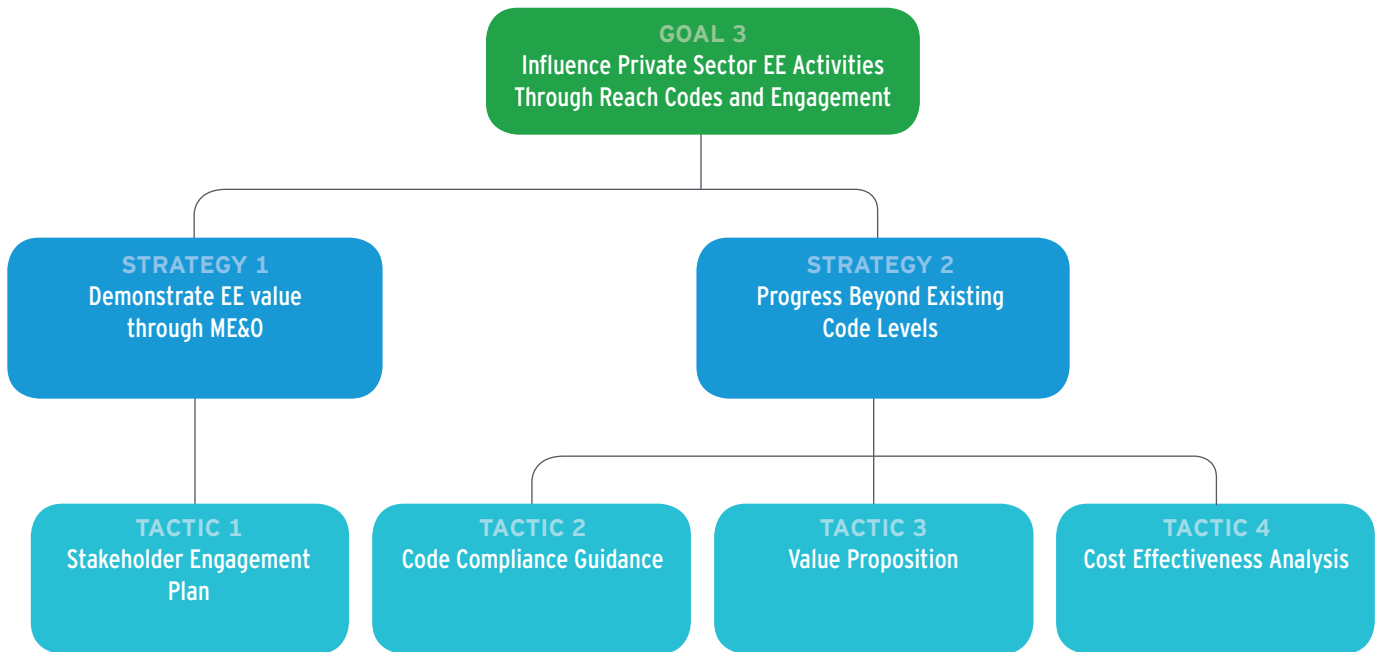 GOAL 3
Influence Private Sector EE Activities
Through Reach Codes and Engagement
STRATEGY 1
Demonstrate EE value
through ME&O
STRATEGY 2
Progress Beyond Existing
Code Levels
TACTIC 1
Stakeholder Engagement
Plan
TACTIC 2
Code Compliance Guidance
TACTIC 3
Value Proposition
TACTIC 4
Cost Effectiveness Analysis